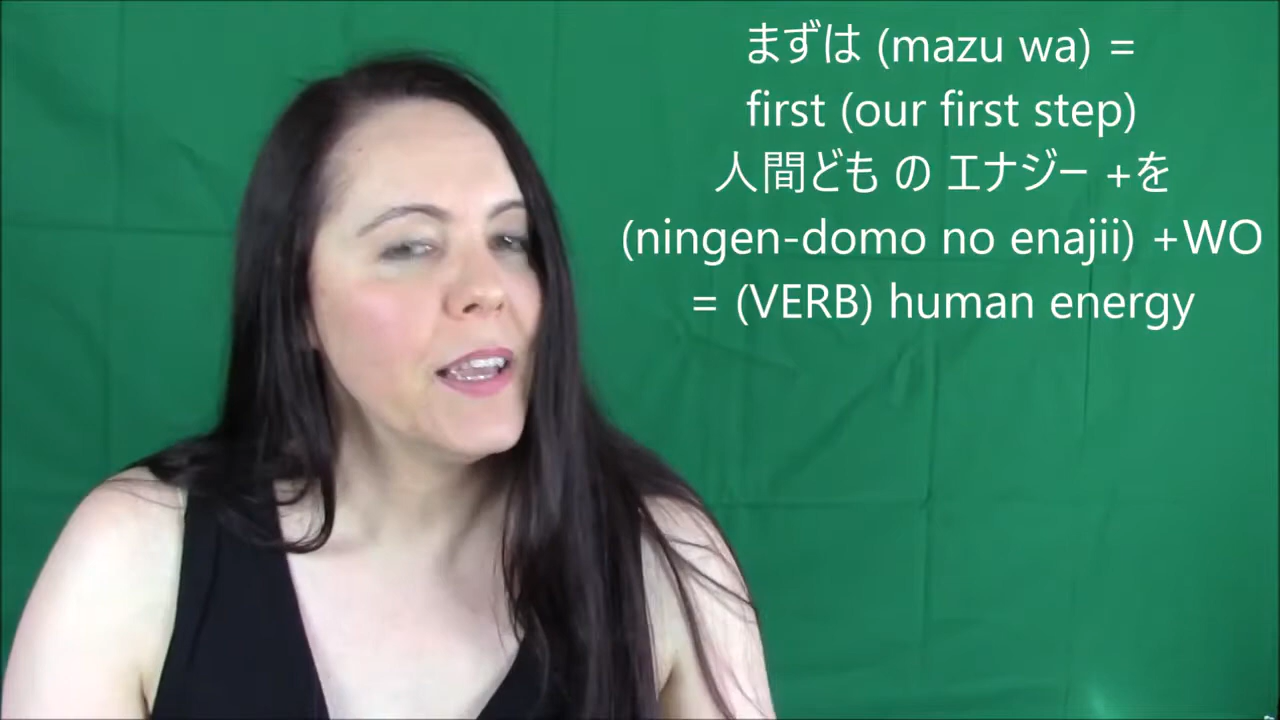 まずは (mazu wa) =
first (our first step)
人間ども の エナジー +を
(ningen-domo no enajii) +WO
= (VERB) human energy